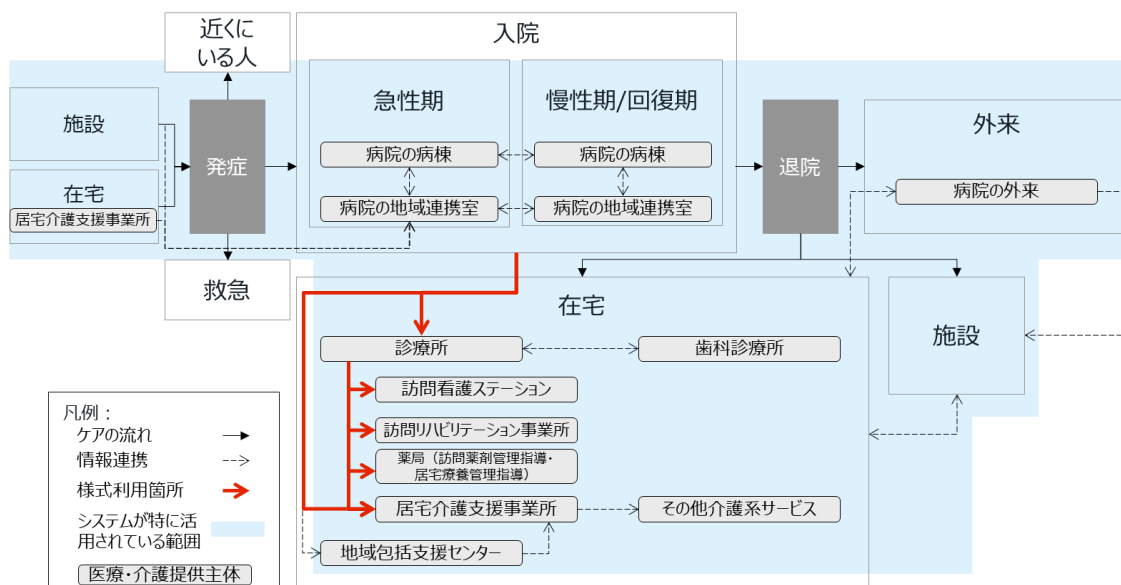 近くに
いる人
入院
急性期
慢性期/回復期
施設
発症
病院の病棟
病院の病棟
退院
外来
在宅
居宅介護支援事業所
病院の地域連携室
病院の地域連携室
病院の外来
救急
在宅
施設
診療所
歯科診療所
訪問看護ステーション
訪問リハビリテーション事業所
薬局（訪問薬剤管理指導・
居宅療養管理指導）
居宅介護支援事業所
その他介護系サービス
地域包括支援センター
凡例：
ケアの流れ
情報連携
様式利用箇所
システムが特に活
用されている範囲
医療・介護提供主体